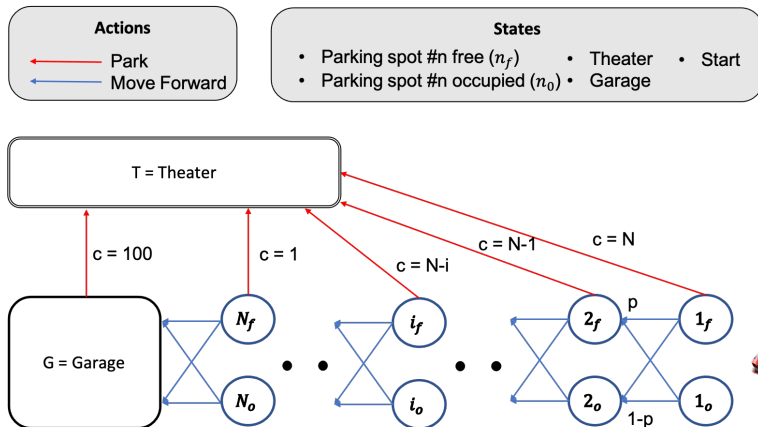 Actions
Park
Move Forward
States
• Parking spot #n free (n_f) • Theater • Start
• Parking spot #n occupied (n_0) • Garage
T = Theater
c = 100
c = 1
c = N-i
c = N-1
c = N
G = Garage
N_f
i_f
2_f
p
1_f
N_o
i_o
2_o
1-p
1_o